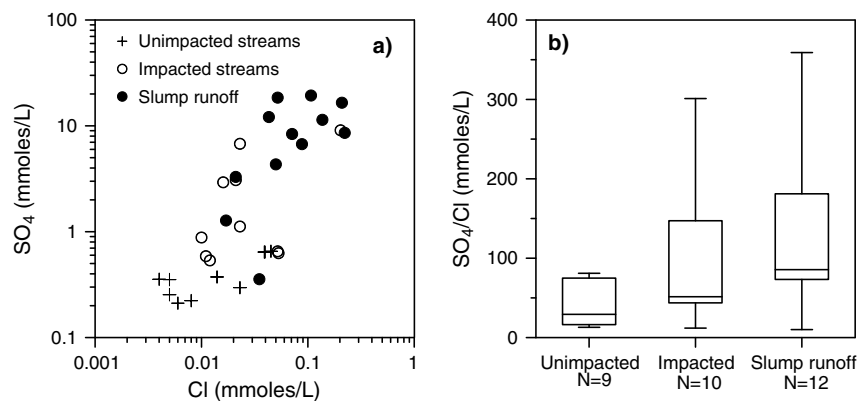 a)
Unimpacted streams
Impacted streams
Slump runoff
SO4 (mmoles/L)
100
10
1
0.1
0.001
0.01
0.1
1
Cl (mmoles/L)
b)
SO4/Cl (mmoles/L)
400
300
200
100
0
Unimpacted
N=9
Impacted
N=10
Slump runoff
N=12